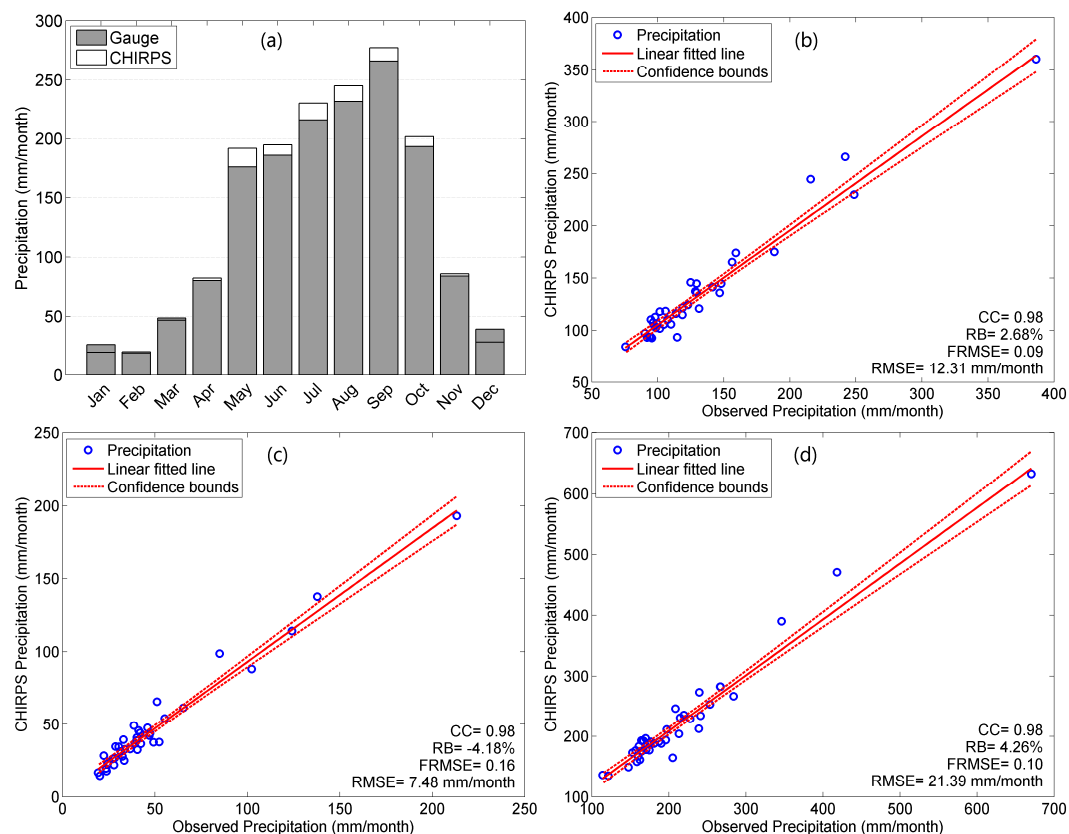 300
250
200
150
100
50
0
Precipitation (mm/month)
Gauge
CHIRPS
(a)
Jan Feb Mar Apr May Jun Jul Aug Sep Oct Nov Dec
400
350
300
250
200
150
100
50
CHIRPS Precipitation (mm/month)
Precipitation
Linear fitted line
Confidence bounds
(b)
CC= 0.98
RB= 2.68%
FRMSE= 0.09
RMSE= 12.31 mm/month
50 100 150 200 250 300 350 400
Observed Precipitation (mm/month)
250
200
150
100
50
0
CHIRPS Precipitation (mm/month)
Precipitation
Linear fitted line
Confidence bounds
(c)
CC= 0.98
RB= -4.18%
FRMSE= 0.16
RMSE= 7.48 mm/month
0 50 100 150 200 250
Observed Precipitation (mm/month)
700
600
500
400
300
200
100
CHIRPS Precipitation (mm/month)
Precipitation
Linear fitted line
Confidence bounds
(d)
CC= 0.98
RB= 4.26%
FRMSE= 0.10
RMSE= 21.39 mm/month
100 200 300 400 500 600 700
Observed Precipitation (mm/month)